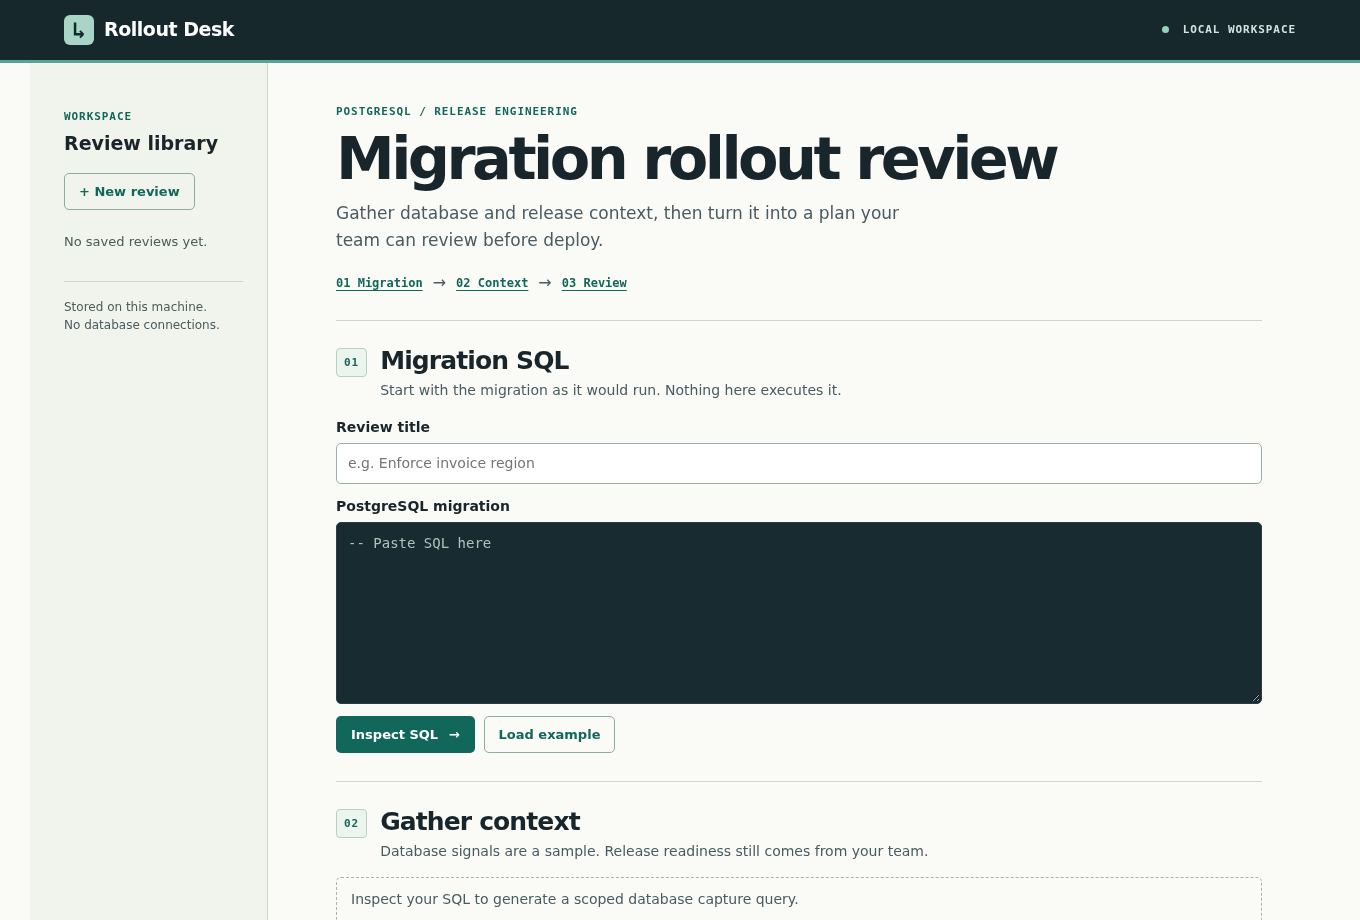 Rollout Desk
LOCAL WORKSPACE
WORKSPACE
Review library
+ New review
No saved reviews yet.
Stored on this machine.
No database connections.
POSTGRESQL / RELEASE ENGINEERING
Migration rollout review
Gather database and release context, then turn it into a plan your
team can review before deploy.
01 Migration → 02 Context → 03 Review
01 Migration SQL
Start with the migration as it would run. Nothing here executes it.
Review title
e.g. Enforce invoice region
PostgreSQL migration
-- Paste SQL here
Inspect SQL → Load example
02 Gather context
Database signals are a sample. Release readiness still comes from your team.
Inspect your SQL to generate a scoped database capture query.